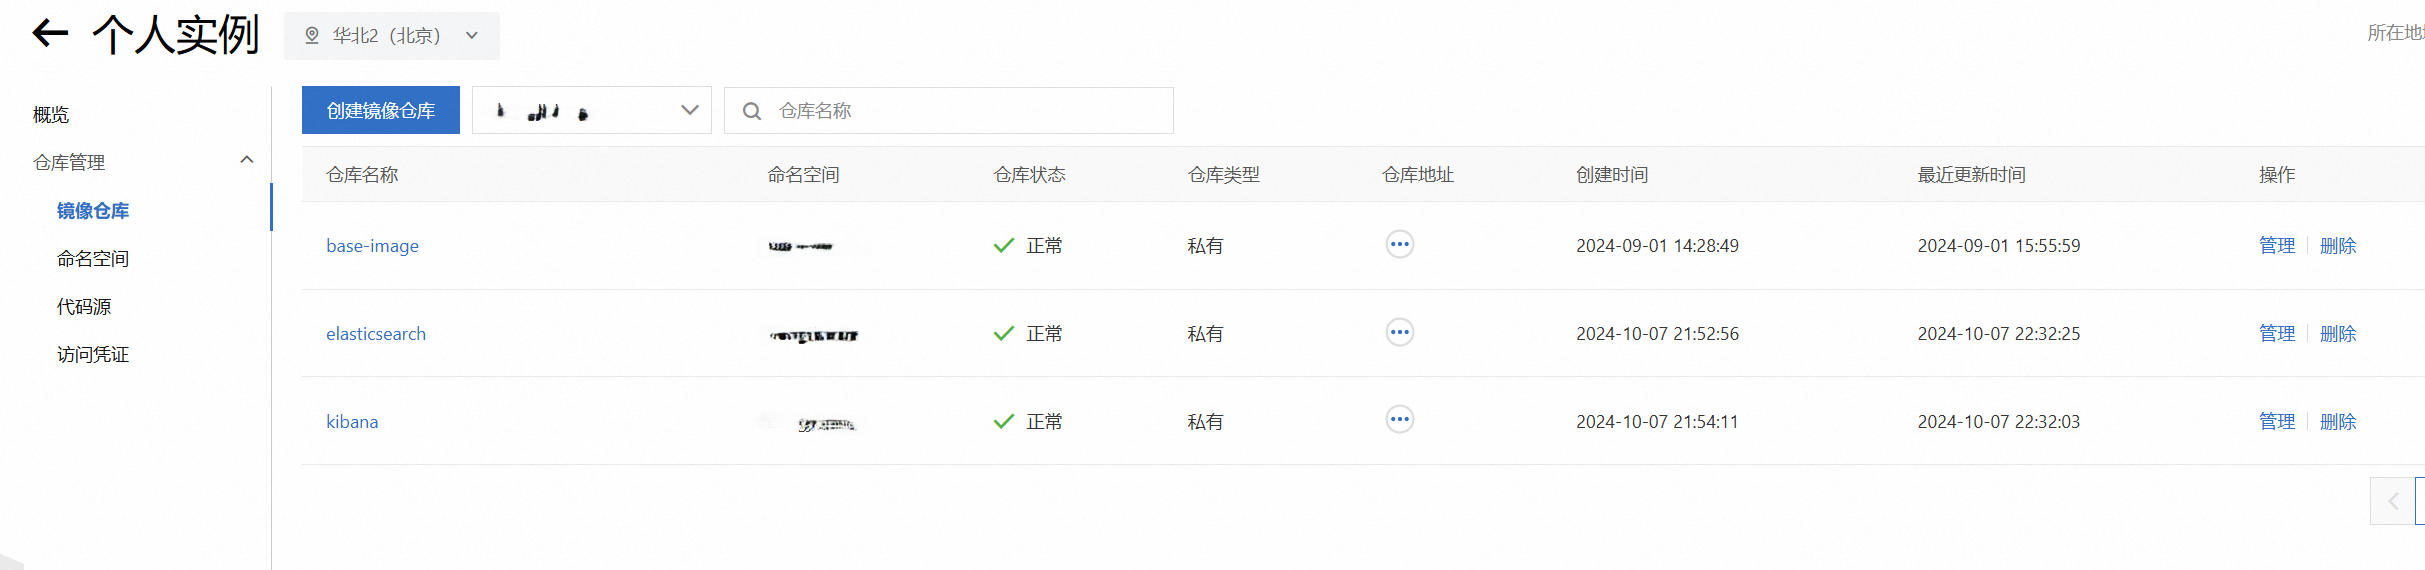 个人实例
华北2（北京）
所在地
创建镜像仓库
仓库名称
概览
仓库管理
镜像仓库
命名空间
代码源
访问凭证
仓库名称 命名空间 仓库状态 仓库类型 仓库地址 创建时间 最近更新时间 操作
base-image 正常 私有 2024-09-01 14:28:49 2024-09-01 15:55:59 管理 删除
elasticsearch 正常 私有 2024-10-07 21:52:56 2024-10-07 22:32:25 管理 删除
kibana 正常 私有 2024-10-07 21:54:11 2024-10-07 22:32:03 管理 删除